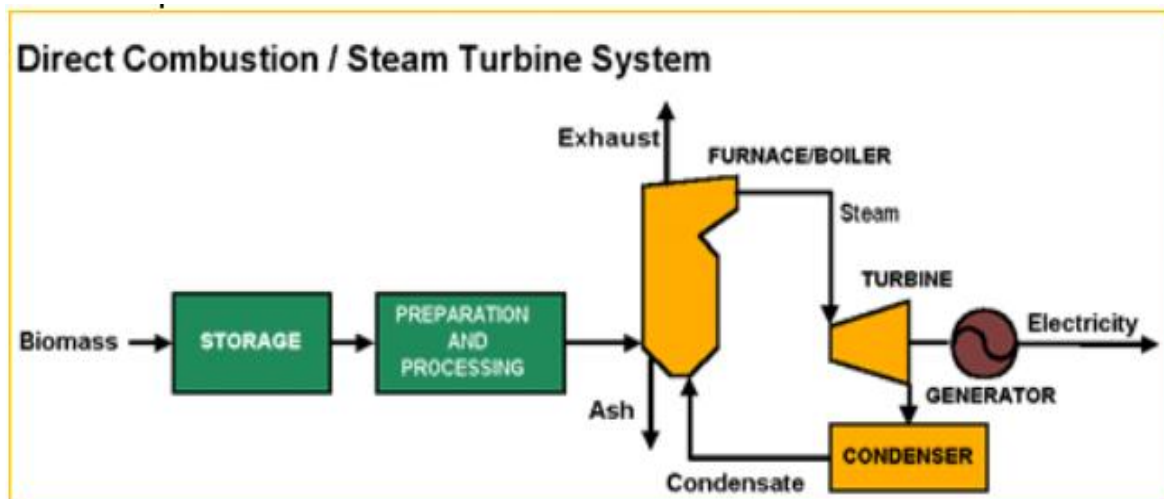 Direct Combustion / Steam Turbine System
Exhaust
FURNACE/BOILER
Steam
TURBINE
Biomass
STORAGE
PREPARATION
AND
PROCESSING
Electricity
GENERATOR
Ash
CONDENSER
Condensate